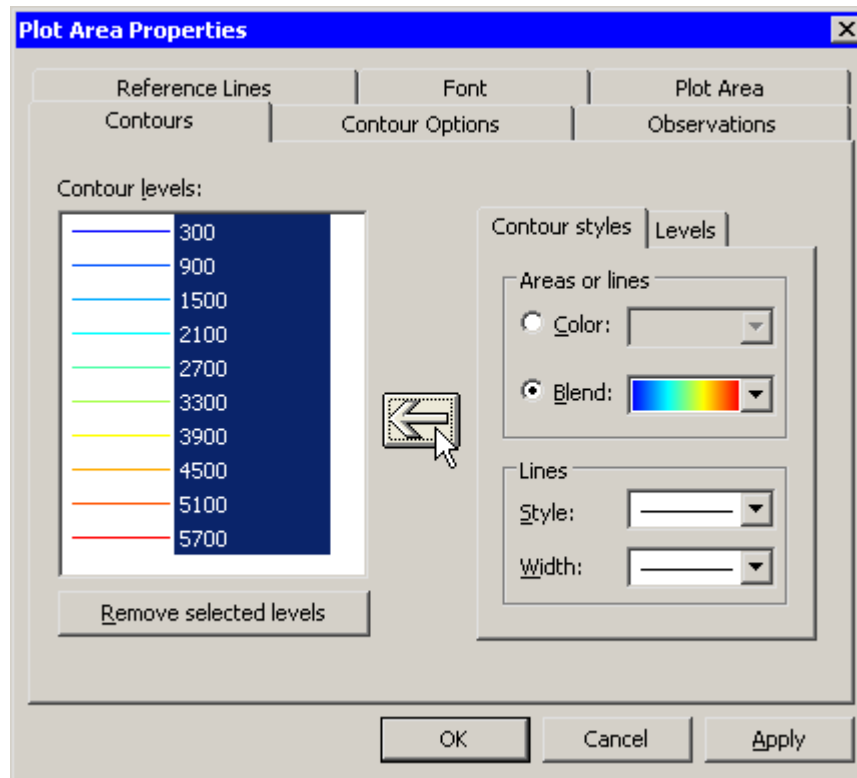 Plot Area Properties
Reference Lines Font Plot Area
Contours Contour Options Observations
Contour levels:
300
900
1500
2100
2700
3300
3900
4500
5100
5700
Remove selected levels
Contour styles Levels
Areas or lines
Color:
Blend:
Lines
Style:
Width:
OK Cancel Apply